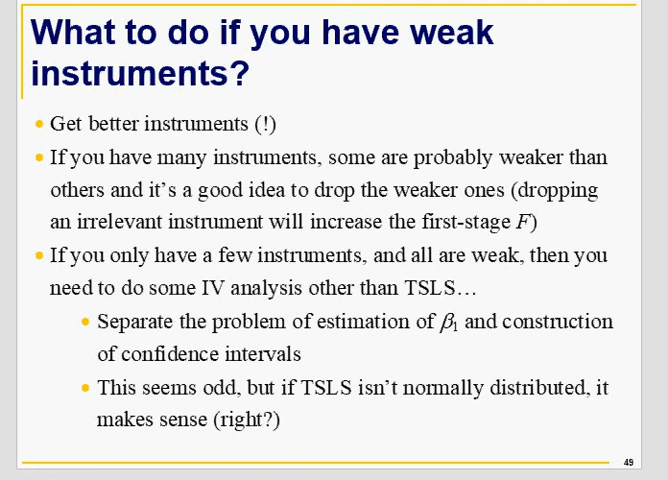 What to do if you have weak
instruments?
• Get better instruments (!)
• If you have many instruments, some are probably weaker than
others and it's a good idea to drop the weaker ones (dropping
an irrelevant instrument will increase the first-stage F)
• If you only have a few instruments, and all are weak, then you
need to do some IV analysis other than TSLS…
• Separate the problem of estimation of β₁ and construction
of confidence intervals
• This seems odd, but if TSLS isn't normally distributed, it
makes sense (right?)
49